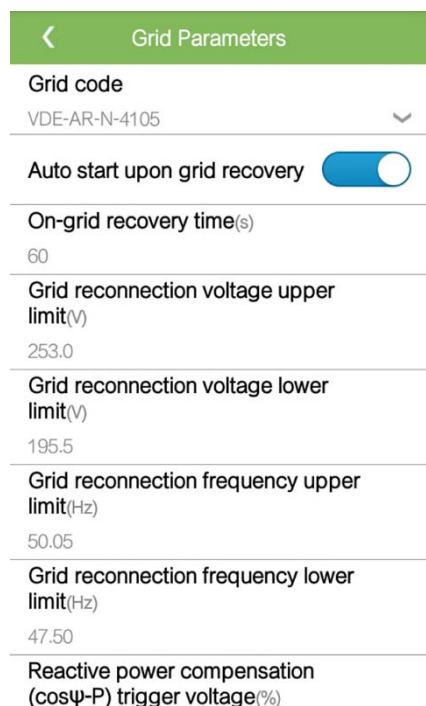 Grid Parameters
Grid code
VDE-AR-N-4105
Auto start upon grid recovery
On-grid recovery time(s)
60
Grid reconnection voltage upper
limit(V)
253.0
Grid reconnection voltage lower
limit(V)
195.5
Grid reconnection frequency upper
limit(Hz)
50.05
Grid reconnection frequency lower
limit(Hz)
47.50
Reactive power compensation
(cosψ-P) trigger voltage(%)